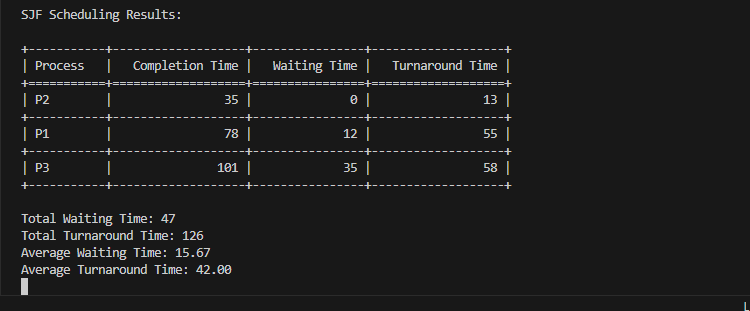 SJF Scheduling Results:
+-----------+-------------------+----------------+-------------------+
| Process   |   Completion Time |   Waiting Time |   Turnaround Time |
+===========+===================+================+===================+
| P2        |                35 |              0 |                13 |
+-----------+-------------------+----------------+-------------------+
| P1        |                78 |             12 |                55 |
+-----------+-------------------+----------------+-------------------+
| P3        |               101 |             35 |                58 |
+-----------+-------------------+----------------+-------------------+
Total Waiting Time: 47
Total Turnaround Time: 126
Average Waiting Time: 15.67
Average Turnaround Time: 42.00